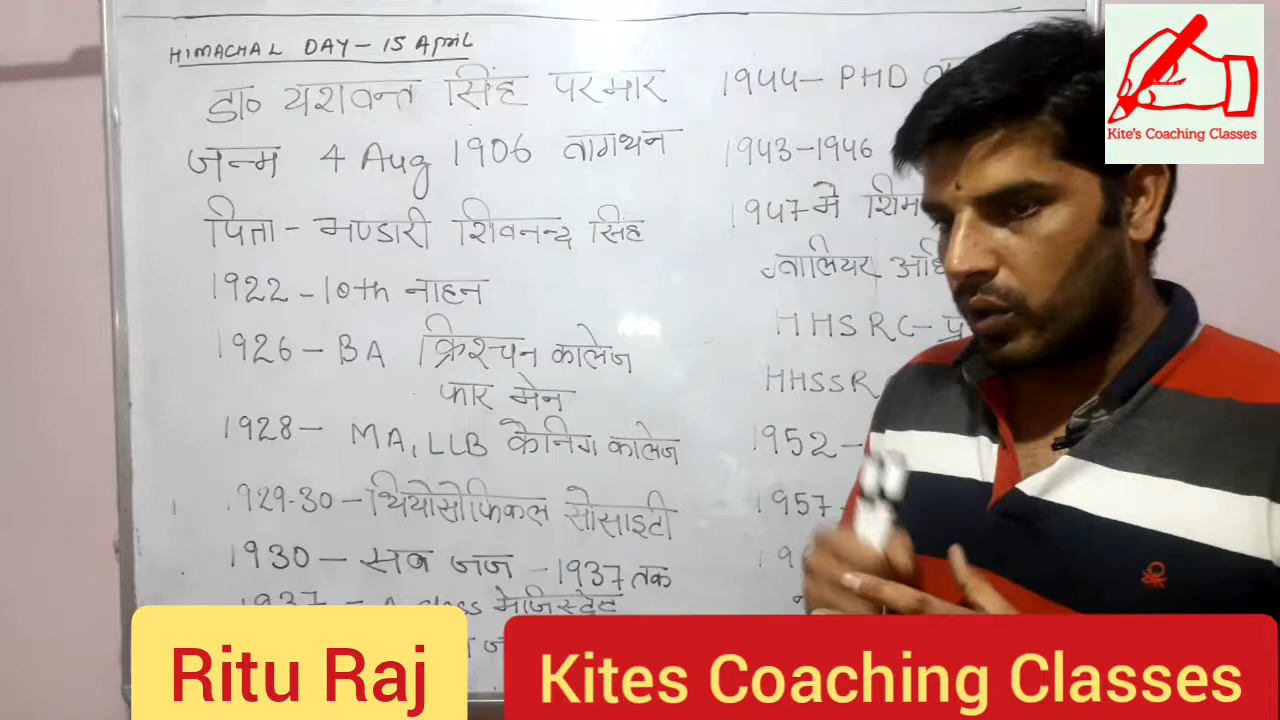 HIMACHAL DAY - 15 April
डा० यशवन्त सिंह परमार
जन्म 4 Aug 1906 बागथन
पिता - भण्डारी शिवनन्द सिंह
1922 - 10th नाहन
1926 - BA क्रिश्चन कालेज
फार मेन
1928 - MA, LLB कैनिंग कालेज
1929-30 - थियोसोफिकल सोसाइटी
1930 - सब जज - 1937 तक
1937 - मेजिस्ट्रेट
1944 - PHD
1943-1946
1947 मे
ग्वालियर
HHSRC -
HHSSR
1952 -
1957 -
Kite's Coaching Classes
Ritu Raj
Kites Coaching Classes